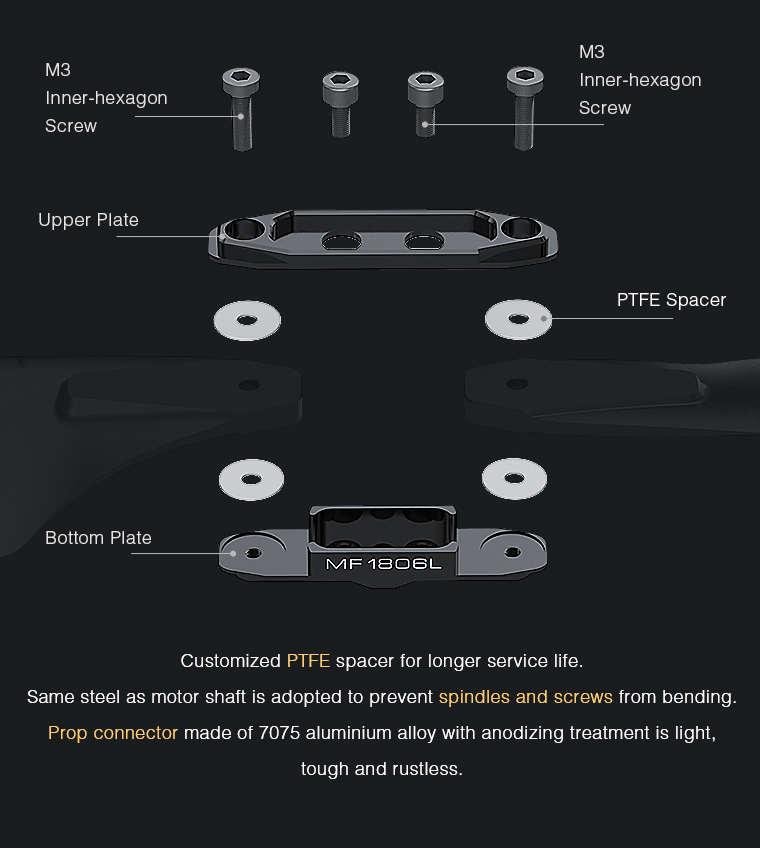 M3
Inner-hexagon
Screw
M3
Inner-hexagon
Screw
Upper Plate
PTFE Spacer
Bottom Plate
MF1806L
Customized PTFE spacer for longer service life.
Same steel as motor shaft is adopted to prevent spindles and screws from bending.
Prop connector made of 7075 aluminium alloy with anodizing treatment is light,
tough and rustless.